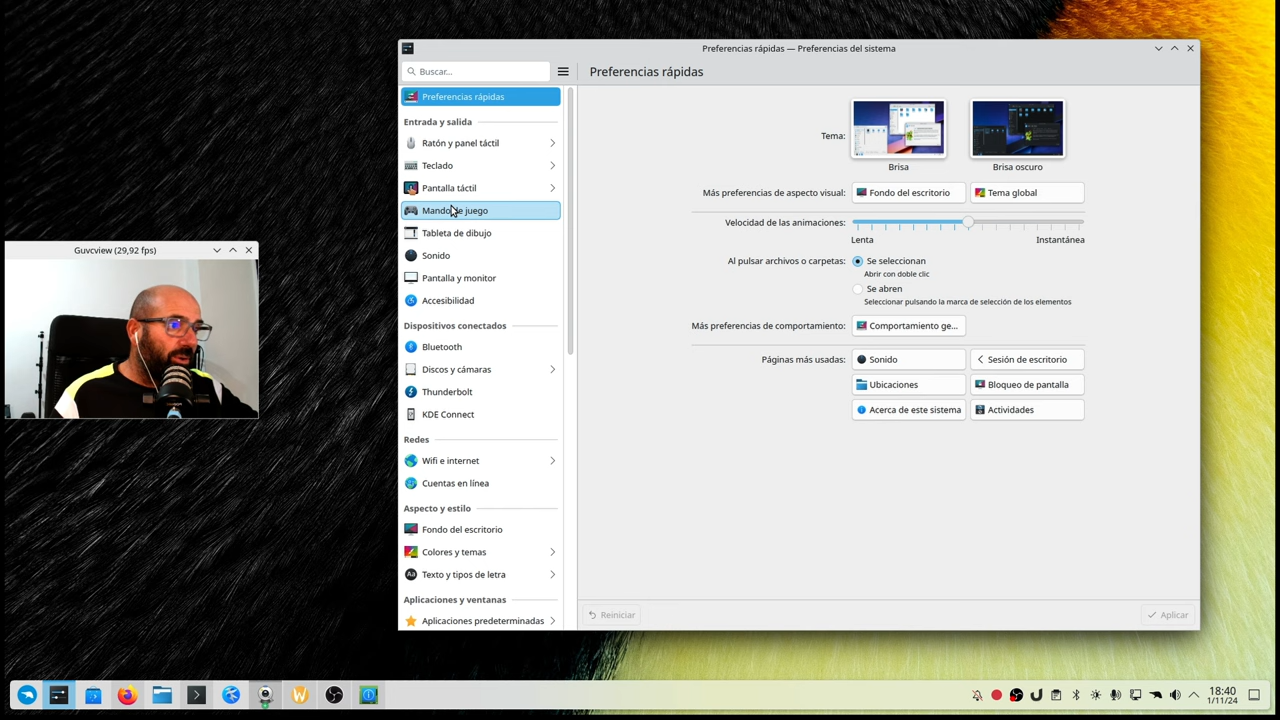 Preferencias rápidas — Preferencias del sistema
Buscar...
Preferencias rápidas
Preferencias rápidas
Entrada y salida
Ratón y panel táctil
Teclado
Pantalla táctil
Mando de juego
Tableta de dibujo
Sonido
Pantalla y monitor
Accesibilidad
Dispositivos conectados
Bluetooth
Discos y cámaras
Thunderbolt
KDE Connect
Redes
Wifi e internet
Cuentas en línea
Aspecto y estilo
Fondo del escritorio
Colores y temas
Aa Texto y tipos de letra
Aplicaciones y ventanas
Aplicaciones predeterminadas
Tema:
Brisa
Brisa oscuro
Más preferencias de aspecto visual:
Fondo del escritorio
Tema global
Velocidad de las animaciones:
Lenta
Instantánea
Al pulsar archivos o carpetas:
Se seleccionan
Abrir con doble clic
Se abren
Seleccionar pulsando la marca de selección de los elementos
Más preferencias de comportamiento:
Comportamiento ge...
Páginas más usadas:
Sonido
Sesión de escritorio
Ubicaciones
Bloqueo de pantalla
Acerca de este sistema
Actividades
Reiniciar
Aplicar
Guvcview (29,92 fps)
18:40
1/11/24